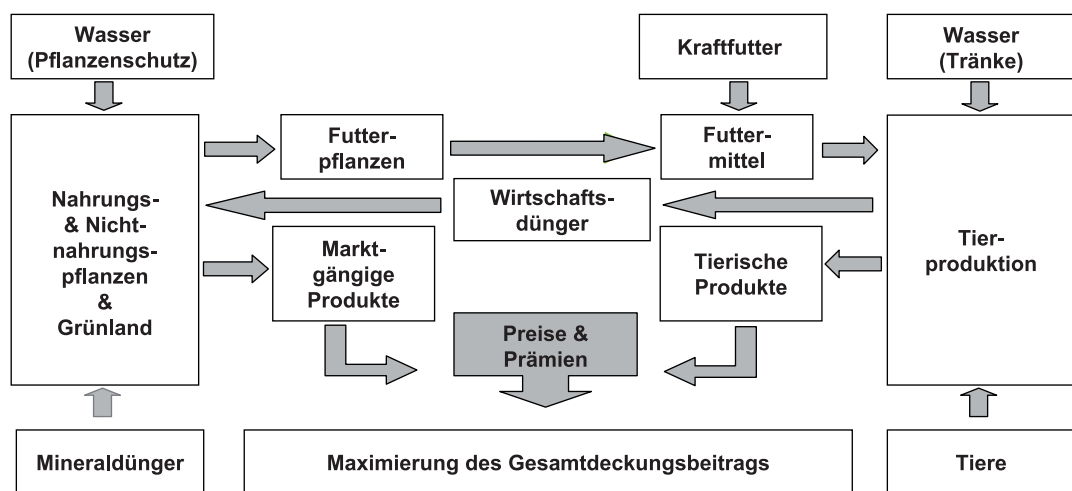 Wasser
(Pflanzenschutz)
Kraftfutter
Wasser
(Tränke)
Futter-
pflanzen
Futter-
mittel
Nahrungs-
& Nicht-
nahrungs-
pflanzen
&
Grünland
Wirtschafts-
dünger
Tier-
produktion
Markt-
gängige
Produkte
Tierische
Produkte
Preise &
Prämien
Mineraldünger
Maximierung des Gesamtdeckungsbeitrags
Tiere